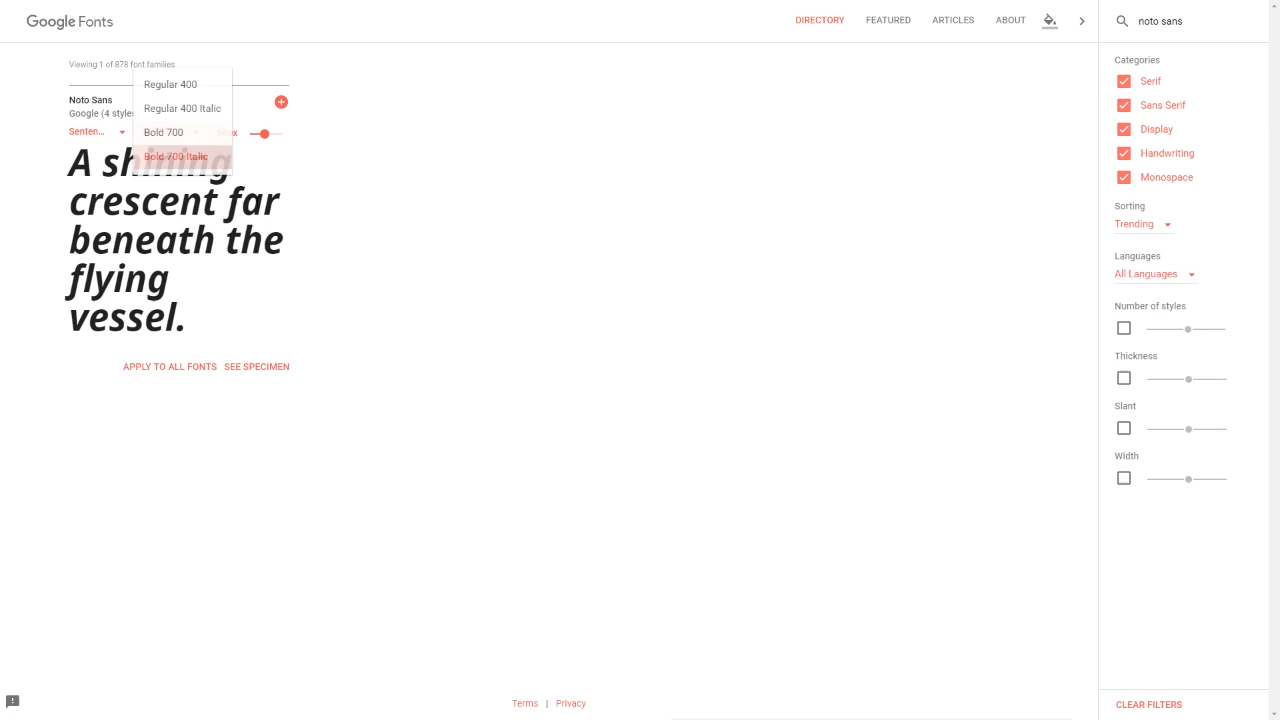 Google Fonts
DIRECTORY
FEATURED
ARTICLES
ABOUT
noto sans
Viewing 1 of 878 font families
Noto Sans
Google (4 styles
Senten...
Regular 400
Regular 400 Italic
Bold 700
Bold 700 Italic
A shining
crescent far
beneath the
flying
vessel.
APPLY TO ALL FONTS
SEE SPECIMEN
Categories
Serif
Sans Serif
Display
Handwriting
Monospace
Sorting
Trending
Languages
All Languages
Number of styles
Thickness
Slant
Width
Terms | Privacy
CLEAR FILTERS